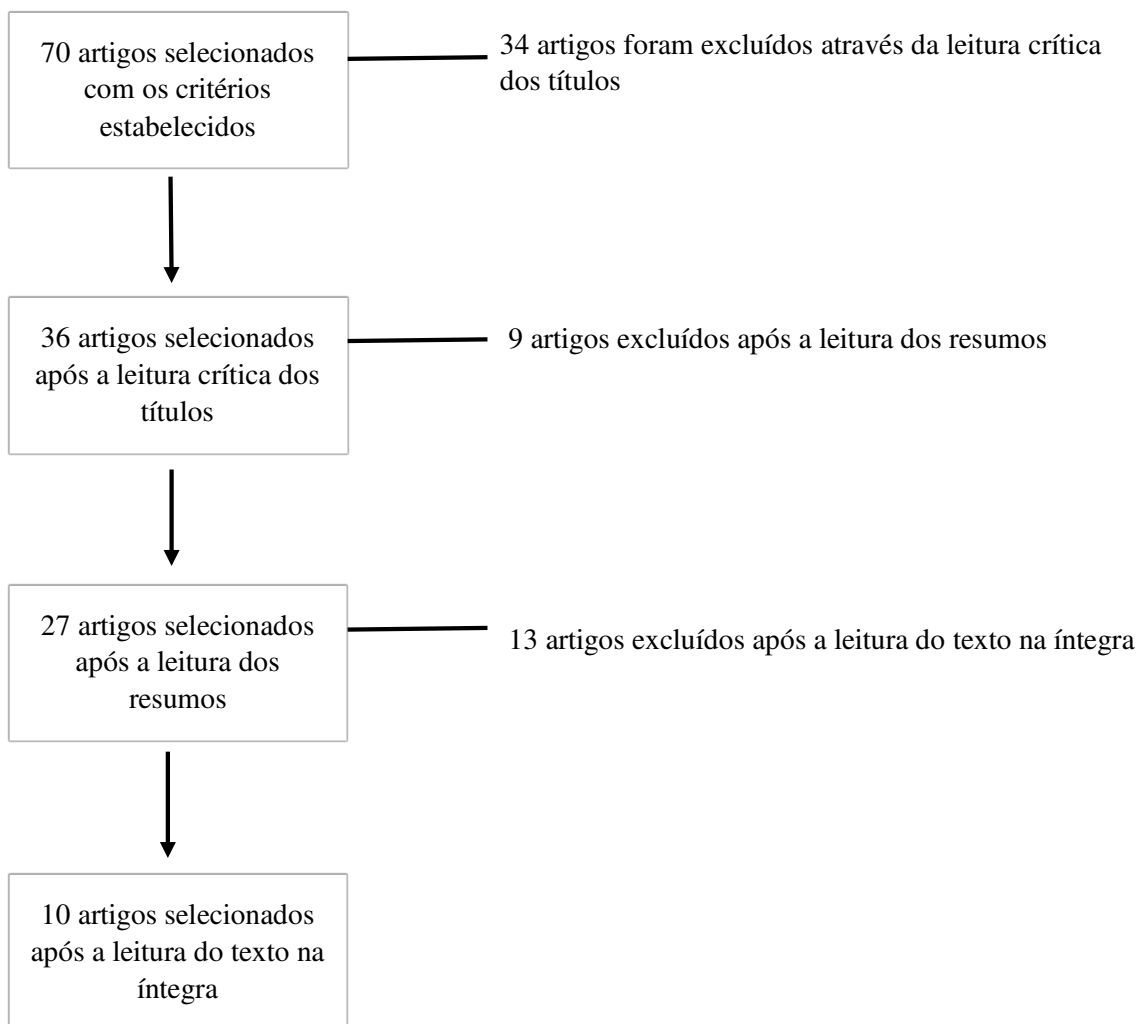 70 artigos selecionados
com os critérios
estabelecidos
34 artigos foram excluídos através da leitura crítica
dos títulos
36 artigos selecionados
após a leitura crítica dos
títulos
9 artigos excluídos após a leitura dos resumos
27 artigos selecionados
após a leitura dos
resumos
13 artigos excluídos após a leitura do texto na íntegra
10 artigos selecionados
após a leitura do texto na
íntegra